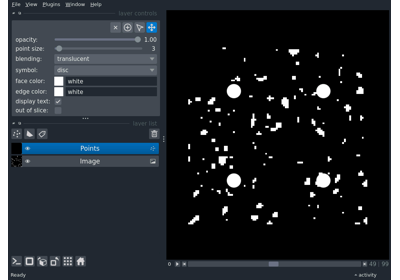 File View Plugins Window Help
layer controls
opacity: 1.00
point size: 3
blending: translucent
symbol: disc
face color: white
edge color: white
display text:
out of slice:
layer list
Points
Image
49 99
Ready
activity